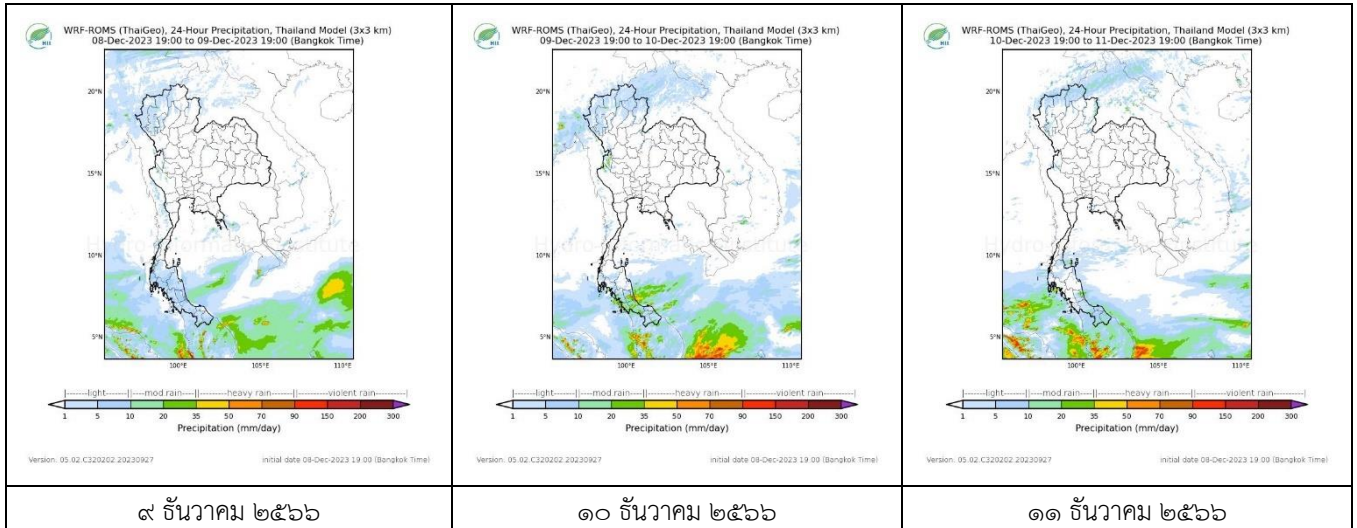 WRF-ROMS (ThaiGeo), 24-Hour Precipitation, Thailand Model (3x3 km)
08-Dec-2023 19:00 to 09-Dec-2023 19:00 (Bangkok Time)
HII
20°N
15°N
10°N
5°N
100°E 105°E 110°E
Hydro Informatics Institute
light mod rain heavy rain violent rain
1 5 10 20 35 50 70 90 150 200 300
Precipitation (mm/day)
Version: 05.02.C320202.20230927 initial date 08-Dec-2023 19:00 (Bangkok Time)
๙ ธันวาคม ๒๕๖๖
WRF-ROMS (ThaiGeo), 24-Hour Precipitation, Thailand Model (3x3 km)
09-Dec-2023 19:00 to 10-Dec-2023 19:00 (Bangkok Time)
HII
20°N
15°N
10°N
5°N
100°E 105°E 110°E
Hydro Informatics Institute
light mod rain heavy rain violent rain
1 5 10 20 35 50 70 90 150 200 300
Precipitation (mm/day)
Version: 05.02.C320202.20230927 initial date 08-Dec-2023 19:00 (Bangkok Time)
๑๐ ธันวาคม ๒๕๖๖
WRF-ROMS (ThaiGeo), 24-Hour Precipitation, Thailand Model (3x3 km)
10-Dec-2023 19:00 to 11-Dec-2023 19:00 (Bangkok Time)
HII
20°N
15°N
10°N
5°N
100°E 105°E 110°E
Hydro Informatics Institute
light mod rain heavy rain violent rain
1 5 10 20 35 50 70 90 150 200 300
Precipitation (mm/day)
Version: 05.02.C320202.20230927 initial date 08-Dec-2023 19:00 (Bangkok Time)
๑๑ ธันวาคม ๒๕๖๖